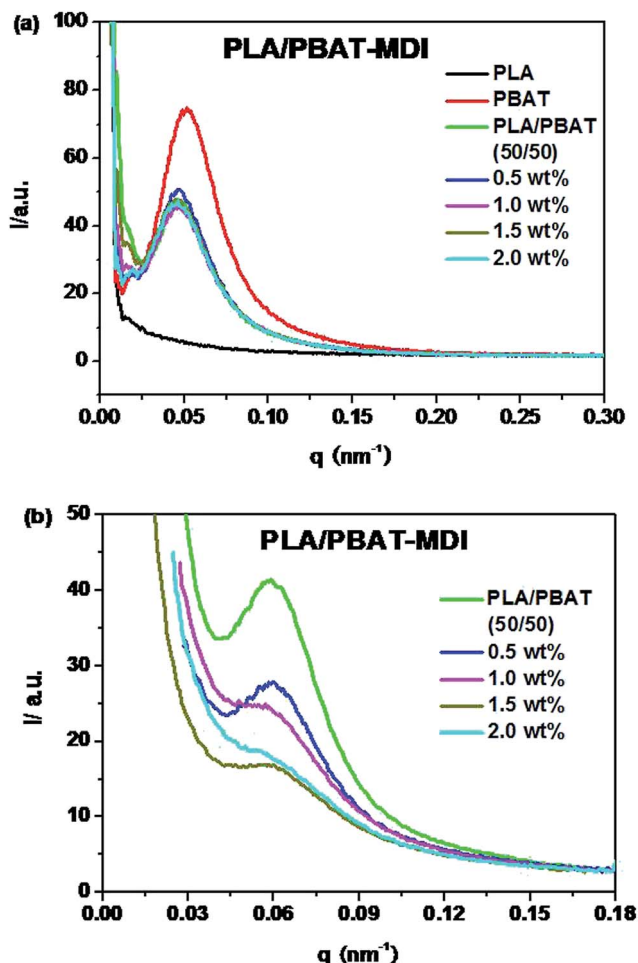 (a)
PLA/PBAT-MDI
PLA
PBAT
PLA/PBAT
(50/50)
0.5 wt%
1.0 wt%
1.5 wt%
2.0 wt%
100
80
60
40
20
0
I/a.u.
0.00 0.05 0.10 0.15 0.20 0.25 0.30
q (nm⁻¹)
(b)
PLA/PBAT-MDI
PLA/PBAT
(50/50)
0.5 wt%
1.0 wt%
1.5 wt%
2.0 wt%
50
40
30
20
10
0
I/ a.u.
0.00 0.03 0.06 0.09 0.12 0.15 0.18
q (nm⁻¹)